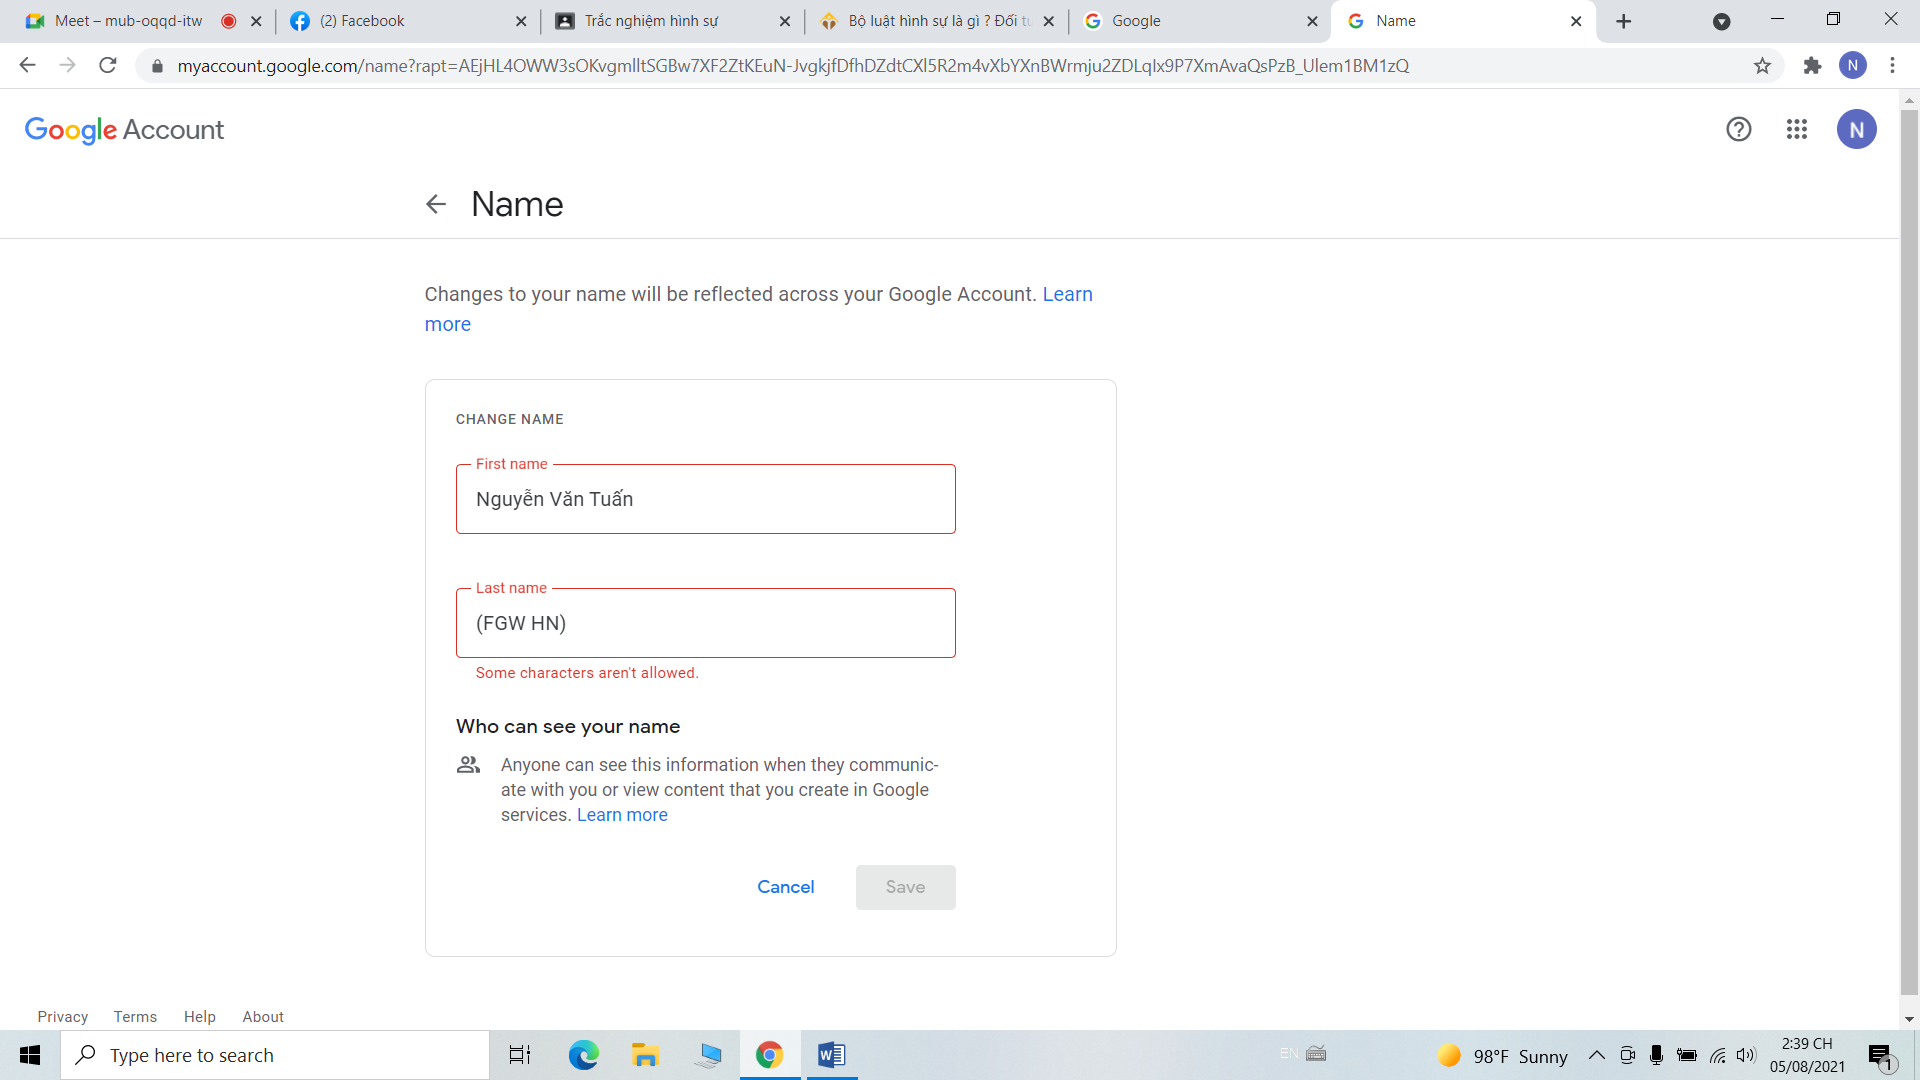 Meet – mub-oqqd-itw
(2) Facebook
Trắc nghiệm hình sự
Bộ luật hình sự là gì ? Đối tư
Google
Name
myaccount.google.com/name?rapt=AEjHL4OWW3sOKvgmlltSGBw7XF2ZtKEuN-JvgkjfDfhDZdtCXl5R2m4vXbYXnBWrmju2ZDLqIx9P7XmAvaQsPzB_Ulem1BM1zQ
N
Google Account
N
Name
Changes to your name will be reflected across your Google Account. Learn
more
CHANGE NAME
First name
Nguyễn Văn Tuấn
Last name
(FGW HN)
Some characters aren't allowed.
Who can see your name
Anyone can see this information when they communic-
ate with you or view content that you create in Google
services. Learn more
Cancel
Save
Privacy
Terms
Help
About
Type here to search
EN
98°F Sunny
2:39 CH
05/08/2021
1